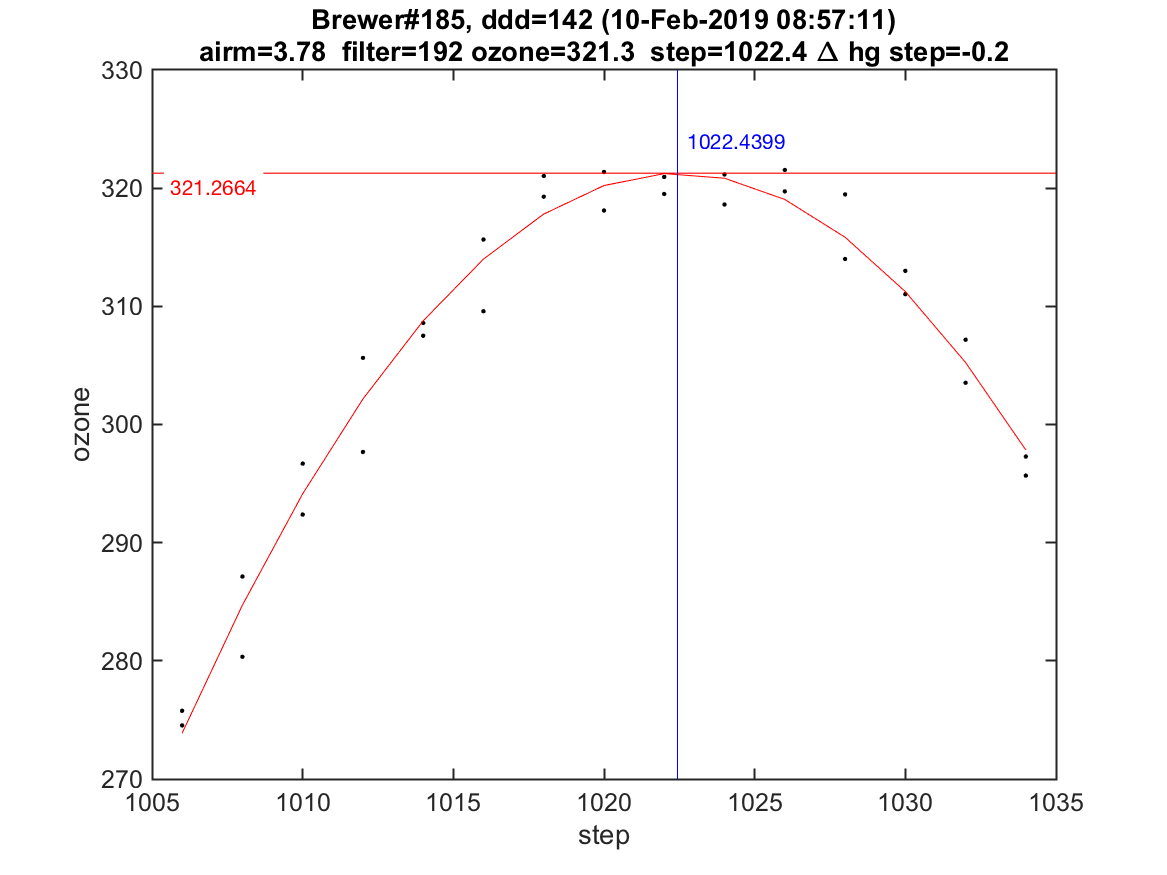 Brewer#185, ddd=142 (10-Feb-2019 08:57:11)
airm=3.78  filter=192 ozone=321.3  step=1022.4 Δ hg step=-0.2
330
1022.4399
321.2664
320
310
300
ozone
290
280
270
1005 1010 1015 1020 1025 1030 1035
step